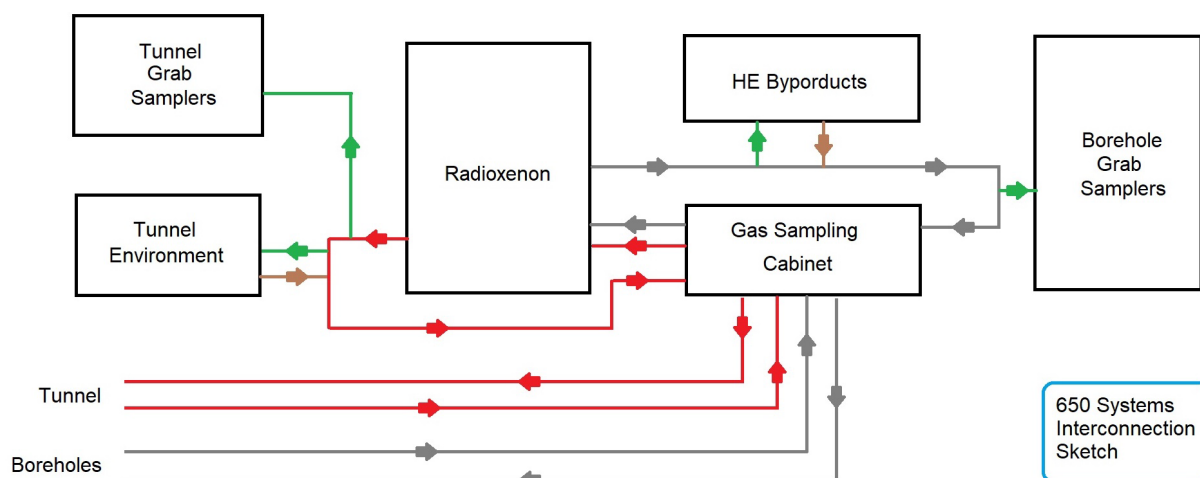 Tunnel
Grab
Samplers
Radioxenon
HE Byporducts
Borehole
Grab
Samplers
Tunnel
Environment
Gas Sampling
Cabinet
Tunnel
Boreholes
650 Systems
Interconnection
Sketch